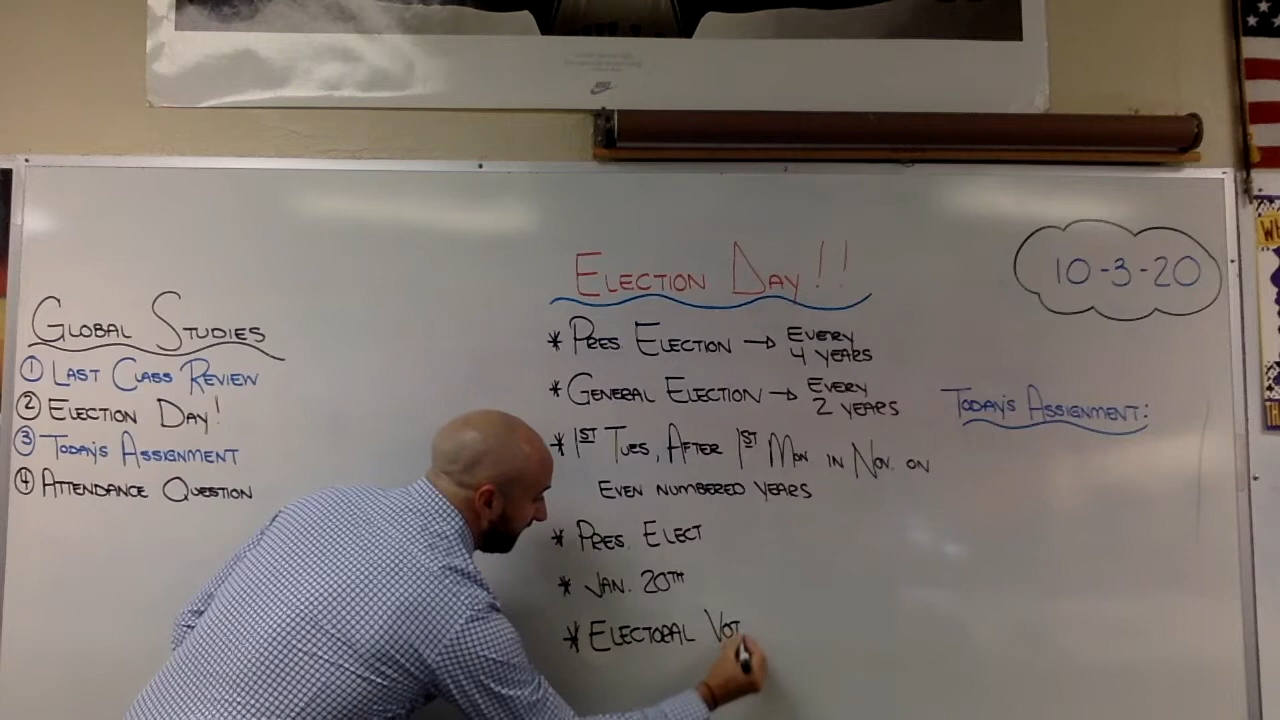 Global Studies
① Last Class Review
② Election Day!
③ Today's Assignment
④ Attendance Question
Election Day!!
* Pres. Election → Every
4 years
* General Election → Every
2 years
* 1st Tues, After 1st Mon in Nov. on
Even numbered years
* Pres. Elect
* Jan. 20th
* Electoral Vot
10-3-20
Today's Assignment: